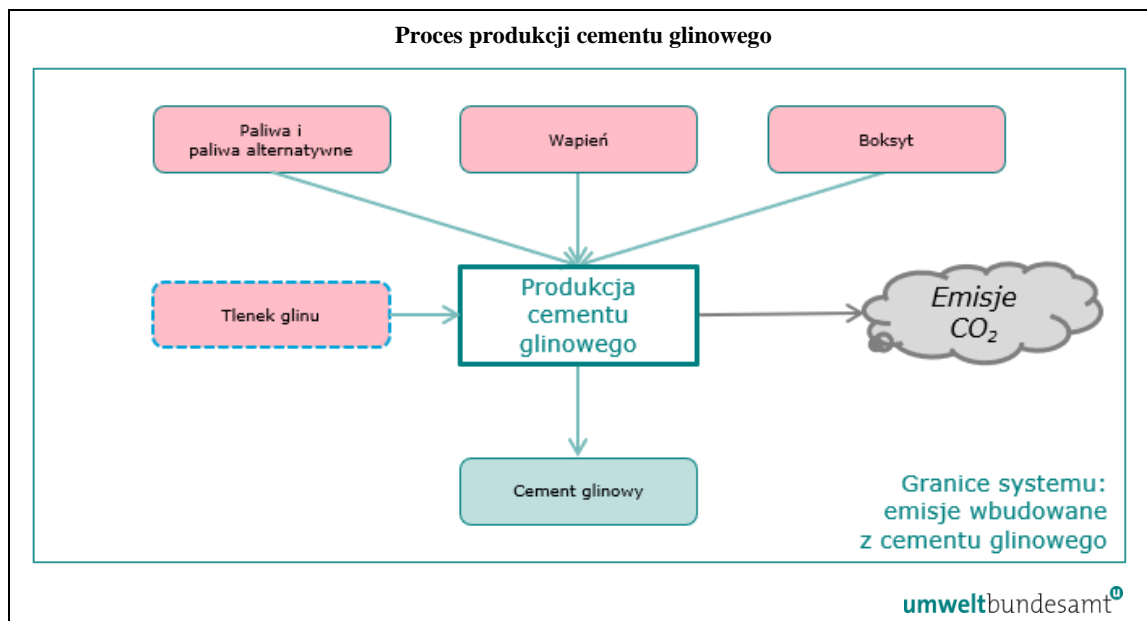 Proces produkcji cementu glinowego
Paliwa i
paliwa alternatywne
Wapień
Boksyt
Tlenek glinu
Produkcja
cementu
glinowego
Emisje
CO₂
Cement glinowy
Granice systemu:
emisje wbudowane
z cementu glinowego
umweltbundesamt
u